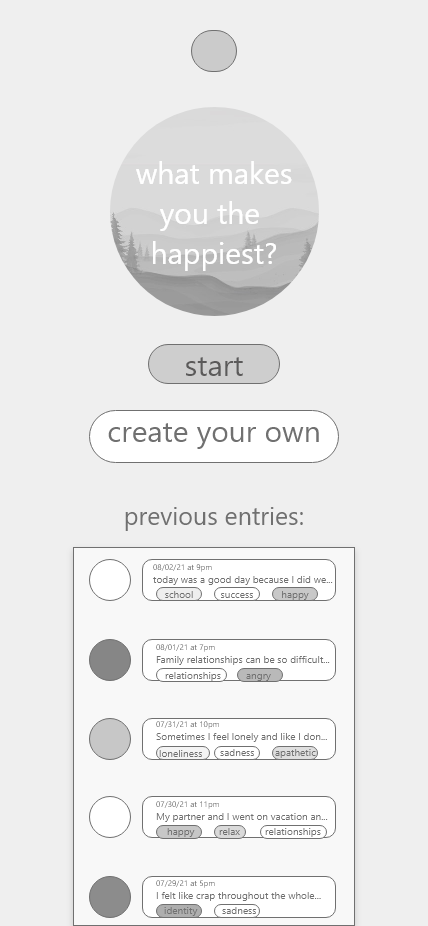 what makes
you the
happiest?
start
create your own
previous entries:
08/02/21 at 9pm
today was a good day because I did we...
school success happy
08/01/21 at 7pm
Family relationships can be so difficult...
relationships angry
07/31/21 at 10pm
Sometimes I feel lonely and like I don...
loneliness sadness apathetic
07/30/21 at 11pm
My partner and I went on vacation an...
happy relax relationships
07/29/21 at 5pm
I felt like crap throughout the whole...
identity sadness